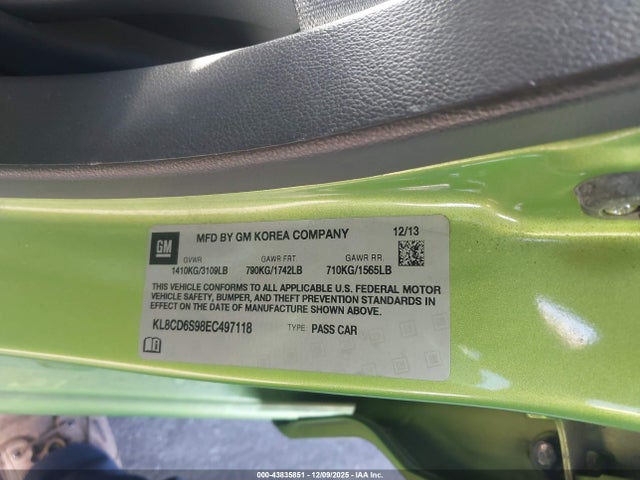 GM
MFD BY GM KOREA COMPANY 12/13
GVWR GAWR FRT. GAWR RR.
1410KG/3109LB 790KG/1742LB 710KG/1565LB
THIS VEHICLE CONFORMS TO ALL APPLICABLE U.S. FEDERAL MOTOR
VEHICLE SAFETY, BUMPER, AND THEFT PREVENTION STANDARDS IN
EFFECT ON THE DATE OF MANUFACTURE SHOWN ABOVE.
KL8CD6S98EC497118 TYPE: PASS CAR
000-43835851 | 12/09/2025 | IAA Inc.